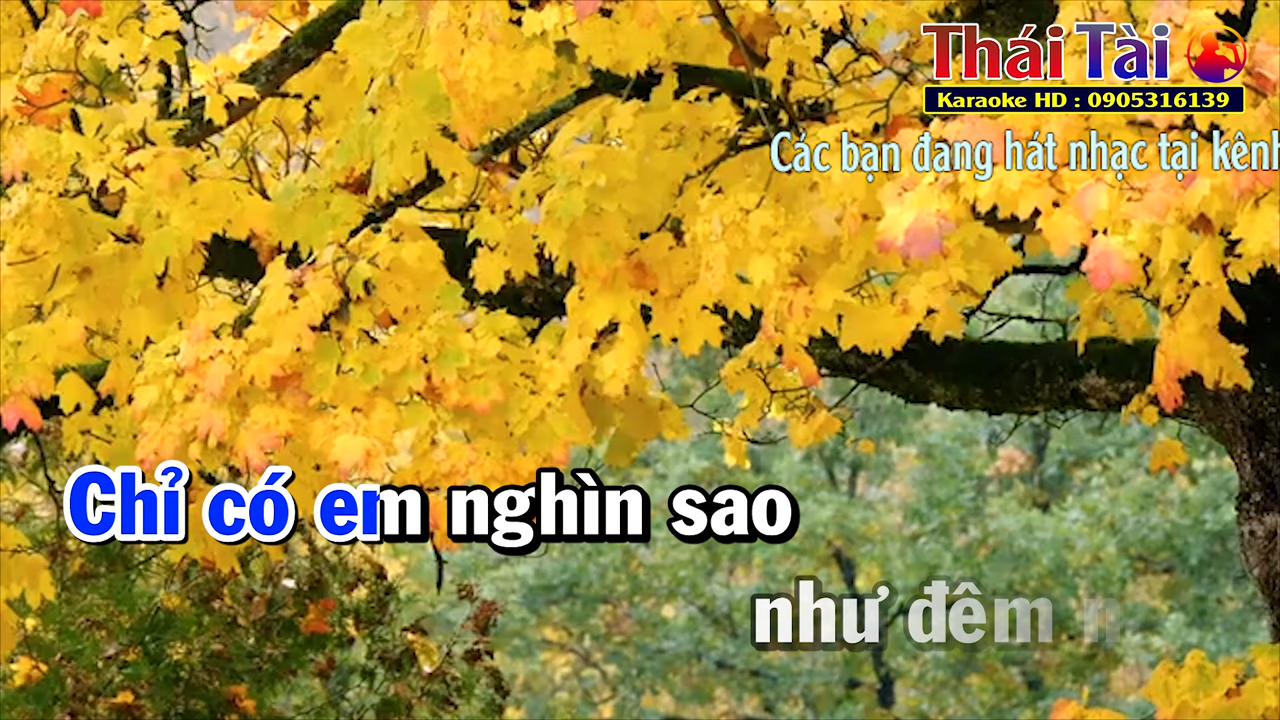 Thái Tài
Karaoke HD : 0905316139
Các bạn đang hát nhạc tại kênh
Chỉ có em nghìn sao
như đêm n